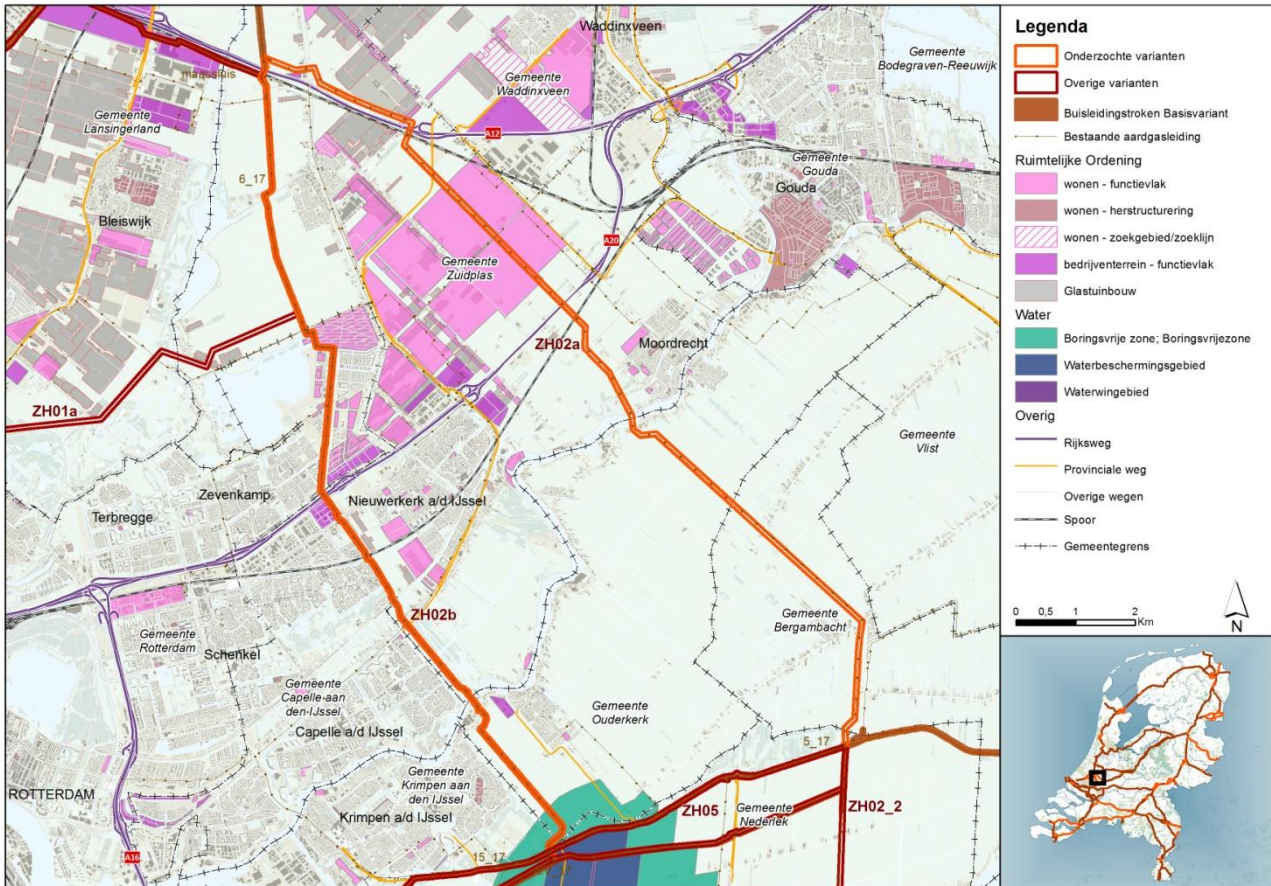 Waddinxveen
Gemeente
Bodegraven-Reeuwijk
maassluis
Gemeente
Waddinxveen
Gemeente
Lansingerland
A12
Gemeente
Gouda
Gouda
6_17
Bleiswijk
A20
Gemeente
Zuidplas
ZH02a
Moordrecht
ZH01a
Gemeente
Vlist
Zevenkamp
Nieuwerkerk a/d IJssel
Terbregge
ZH02b
Gemeente
Bergambacht
Gemeente
Rotterdam
Schenkel
Gemeente
Capelle-aan
den-IJssel
Gemeente
Ouderkerk
Capelle a/d IJssel
5_17
Gemeente
Krimpen aan
den IJssel
ROTTERDAM
ZH05
ZH02_2
Gemeente
Nederlek
Krimpen a/d IJssel
15_17
A16
Legenda
Onderzochte varianten
Overige varianten
Buisleidingstroken Basisvariant
Bestaande aardgasleiding
Ruimtelijke Ordening
wonen - functievlak
wonen - herstructurering
wonen - zoekgebied/zoeklijn
bedrijventerrein - functievlak
Glastuinbouw
Water
Boringsvrije zone; Boringsvrijezone
Waterbeschermingsgebied
Waterwingebied
Overig
Rijksweg
Provinciale weg
Overige wegen
Spoor
Gemeentegrens
0 0,5 1 2
Km
N